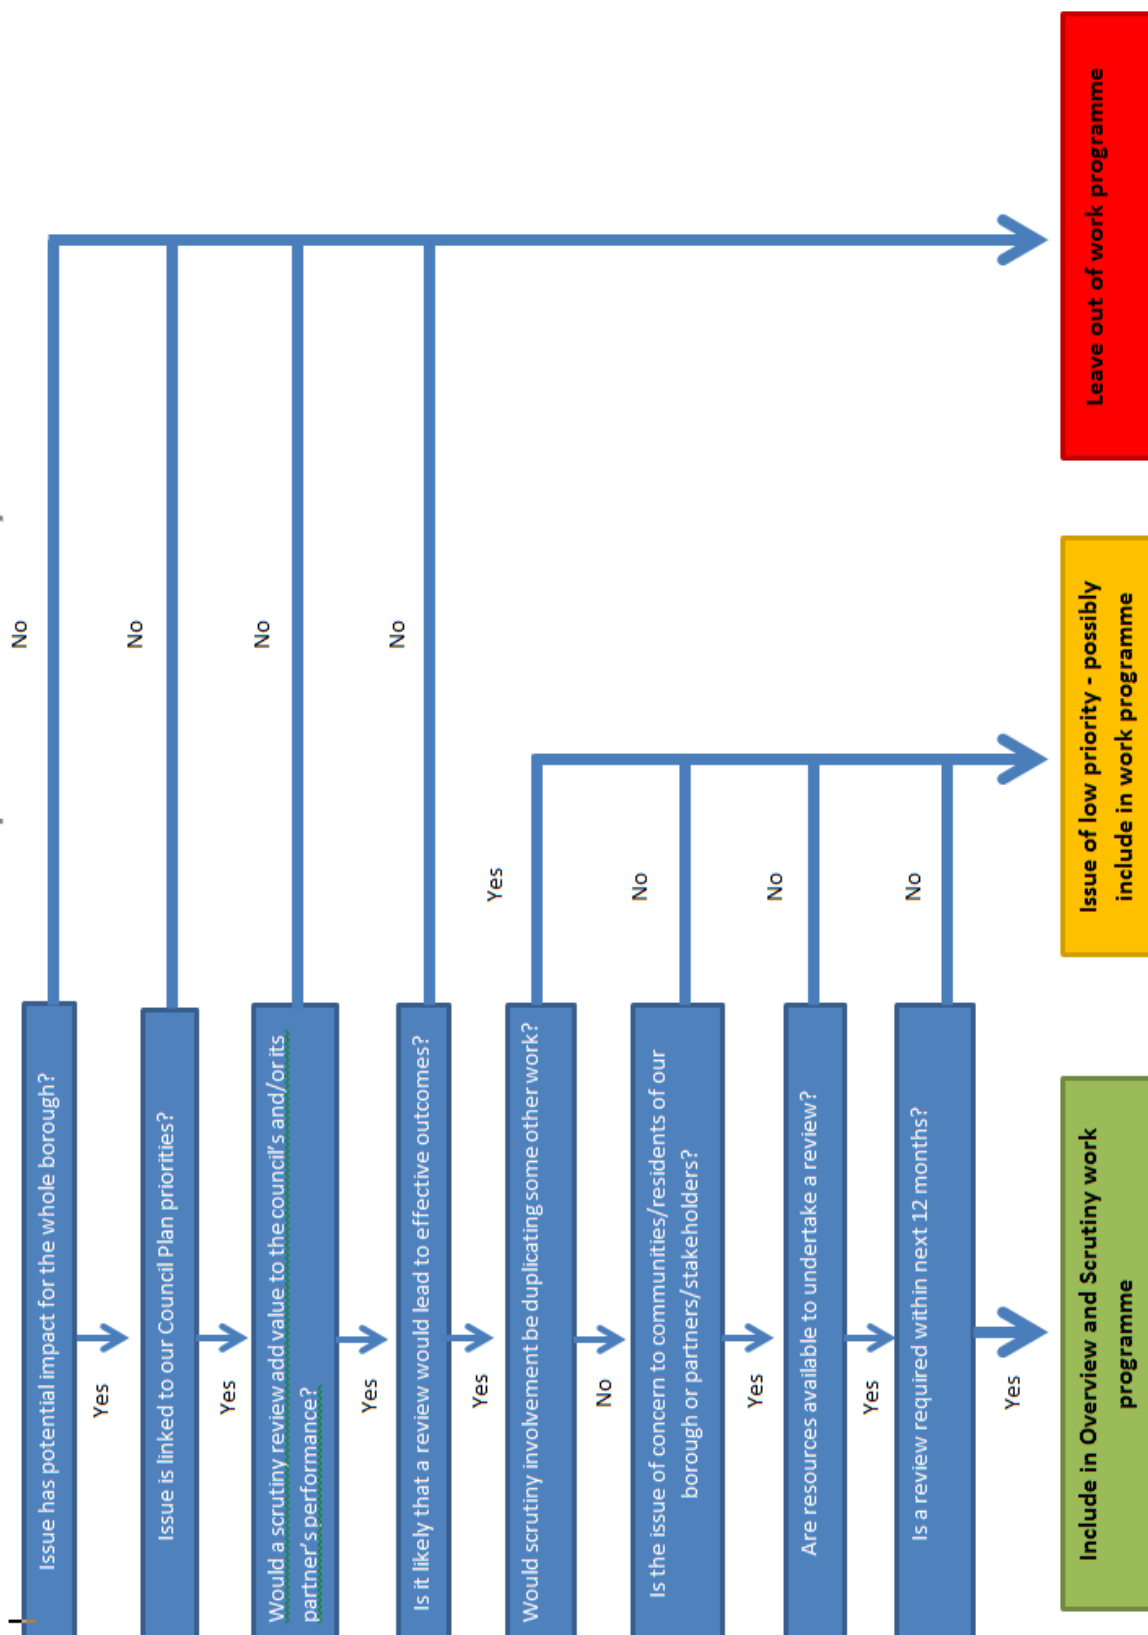 Issue has potential impact for the whole borough?
No
Yes
Issue is linked to our Council Plan priorities?
No
Yes
Would a scrutiny review add value to the council's and/or its
partner's performance?
No
Yes
Is it likely that a review would lead to effective outcomes?
No
Yes
Would scrutiny involvement be duplicating some other work?
Yes
No
Is the issue of concern to communities/residents of our
borough or partners/stakeholders?
No
Yes
Are resources available to undertake a review?
No
Yes
Is a review required within next 12 months?
No
Yes
Include in Overview and Scrutiny work
programme
Issue of low priority - possibly
include in work programme
Leave out of work programme